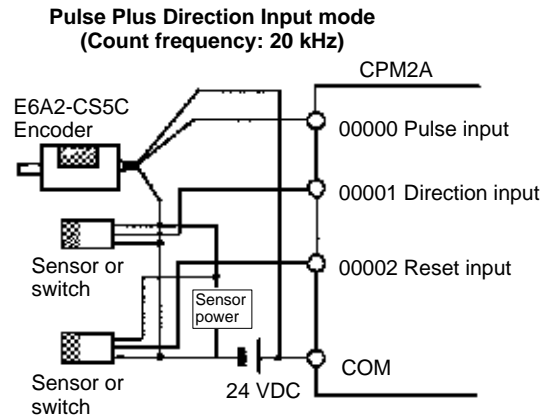 Pulse Plus Direction Input mode
(Count frequency: 20 kHz)
CPM2A
E6A2-CS5C
Encoder
00000 Pulse input
00001 Direction input
Sensor or
switch
00002 Reset input
Sensor
power
COM
24 VDC
Sensor or
switch